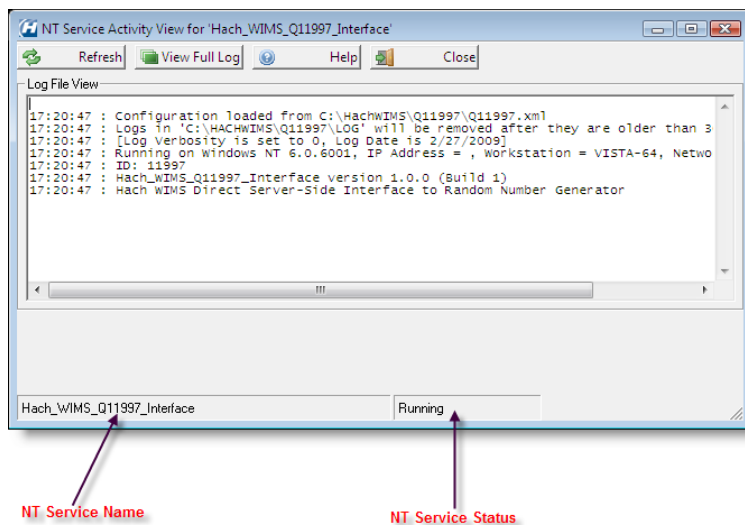 NT Service Activity View for 'Hach_WIMS_Q11997_Interface'
Refresh View Full Log Help Close
Log File View
17:20:47 : Configuration loaded from C:\HachWIMS\Q11997\Q11997.xml
17:20:47 : Logs in 'C:\HACHWIMS\Q11997\LOG' will be removed after they are older than 3
17:20:47 : [Log Verbosity is set to 0, Log Date is 2/27/2009]
17:20:47 : Running on Windows NT 6.0.6001, IP Address = , Workstation = VISTA-64, Netwo
17:20:47 : ID: 11997
17:20:47 : Hach_WIMS_Q11997_Interface version 1.0.0 (Build 1)
17:20:47 : Hach WIMS Direct Server-Side Interface to Random Number Generator
Hach_WIMS_Q11997_Interface Running
NT Service Name NT Service Status